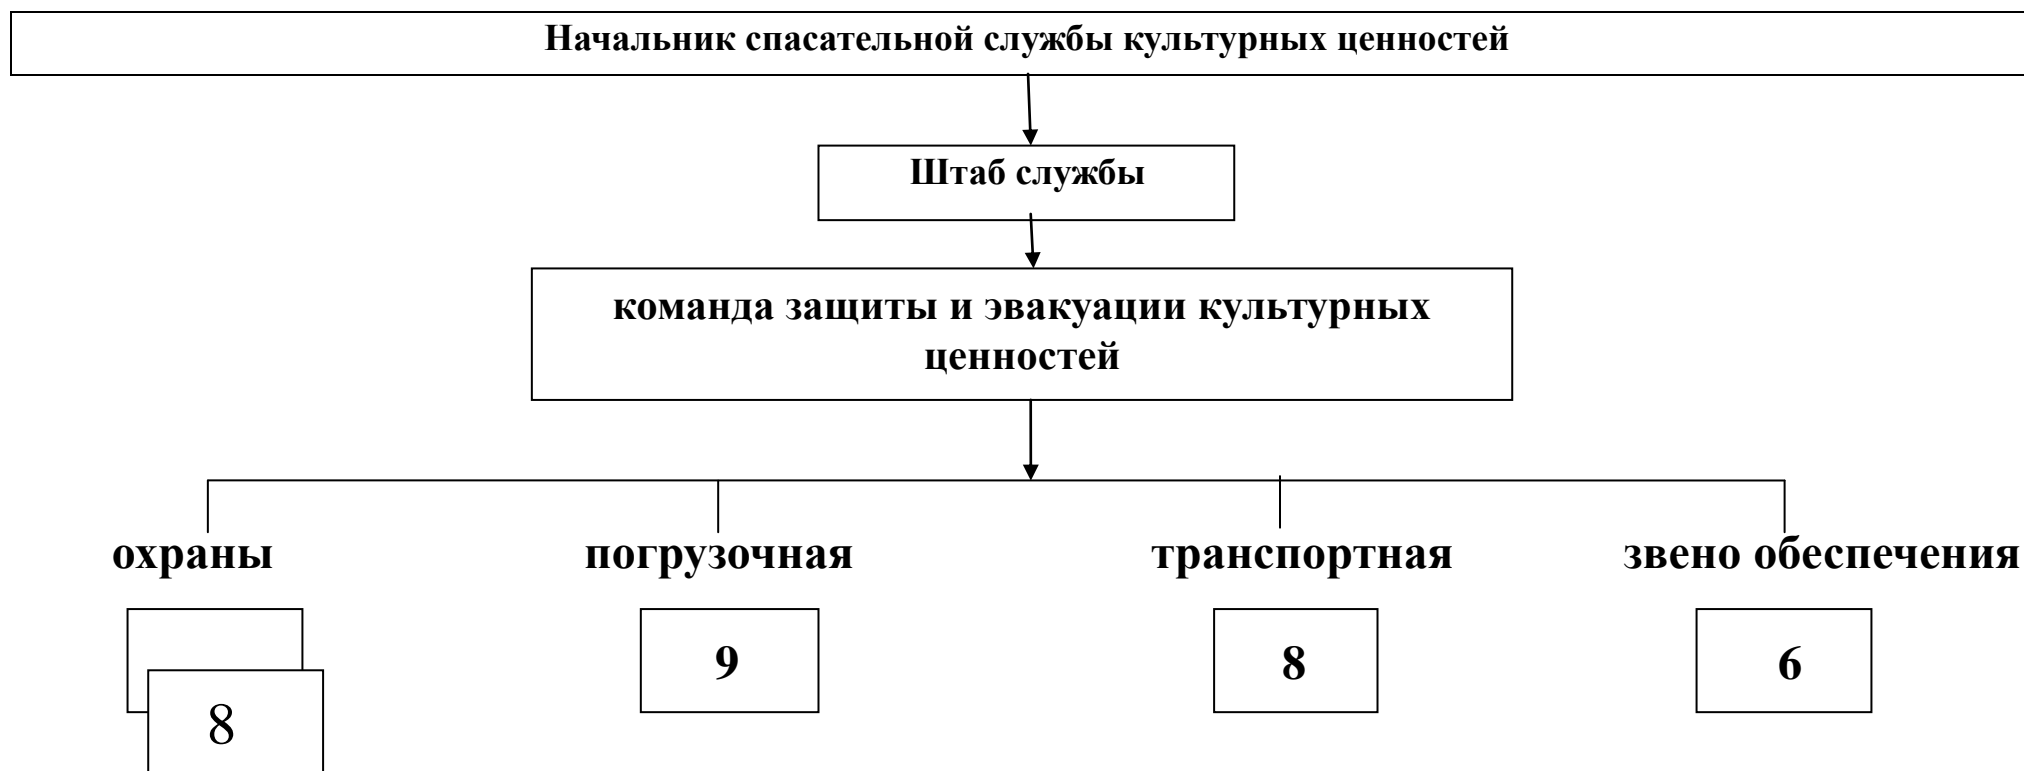 Начальник спасательной службы культурных ценностей
Штаб службы
команда защиты и эвакуации культурных
ценностей
охраны погрузочная транспортная звено обеспечения
9 8 6
8